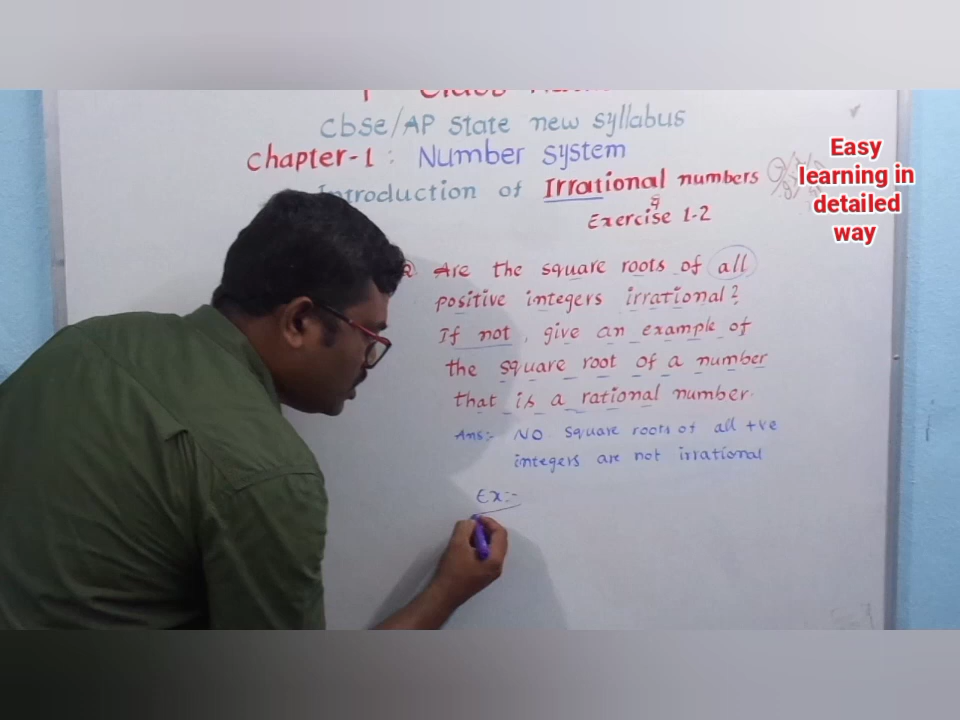 Class
Cbse/AP State new syllabus
Chapter-1: Number system
Introduction of Irrational numbers
Exercise 1-2
Easy
learning in
detailed
way
Q Are the square roots of all
positive integers irrational?
If not, give an example of
the square root of a number
that is a rational number.
Ans:- NO square roots of all +ve
integers are not irrational
Ex:-